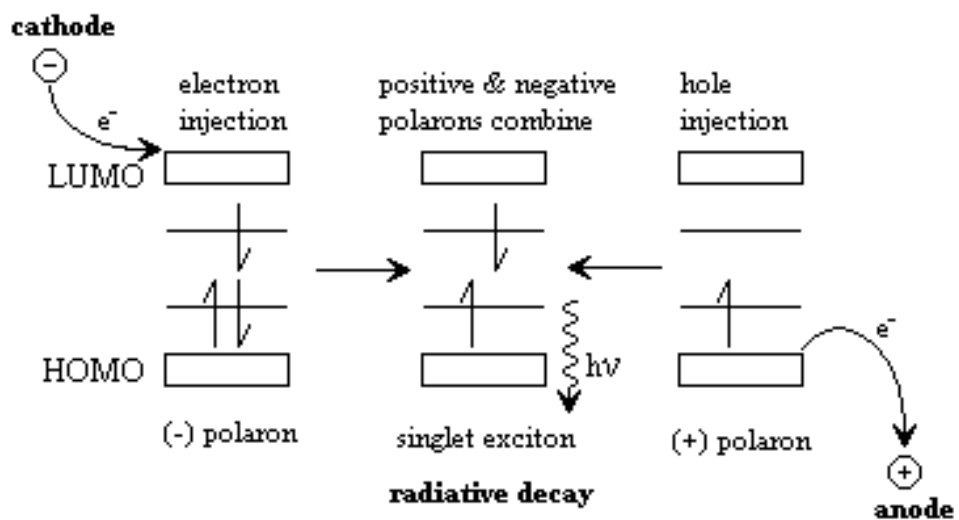 cathode
−
e⁻
electron
injection
positive & negative
polarons combine
hole
injection
LUMO
HOMO
hν
e⁻
(-) polaron
singlet exciton
(+) polaron
radiative decay
+
anode